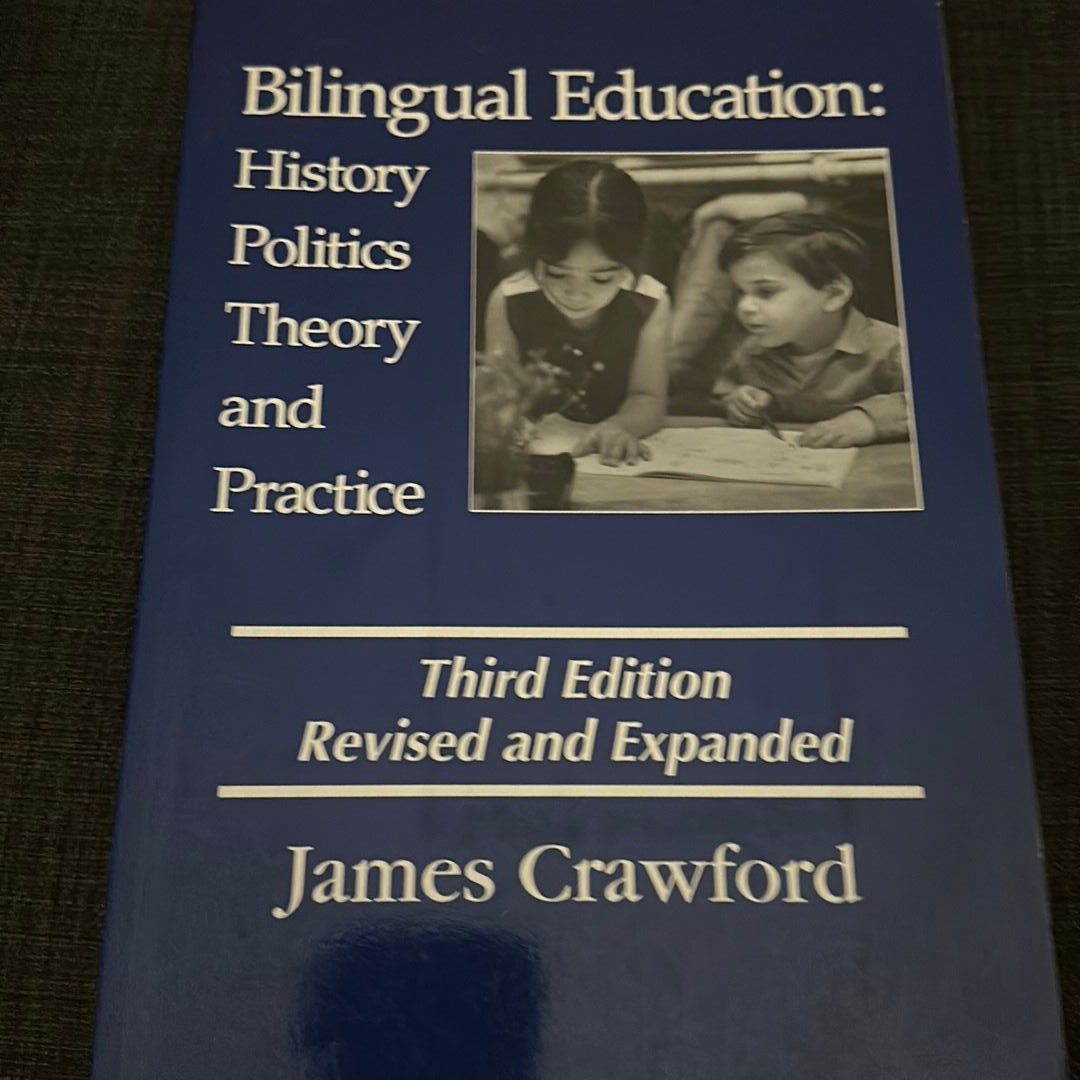 Bilingual Education:
History
Politics
Theory
and
Practice
Third Edition
Revised and Expanded
James Crawford